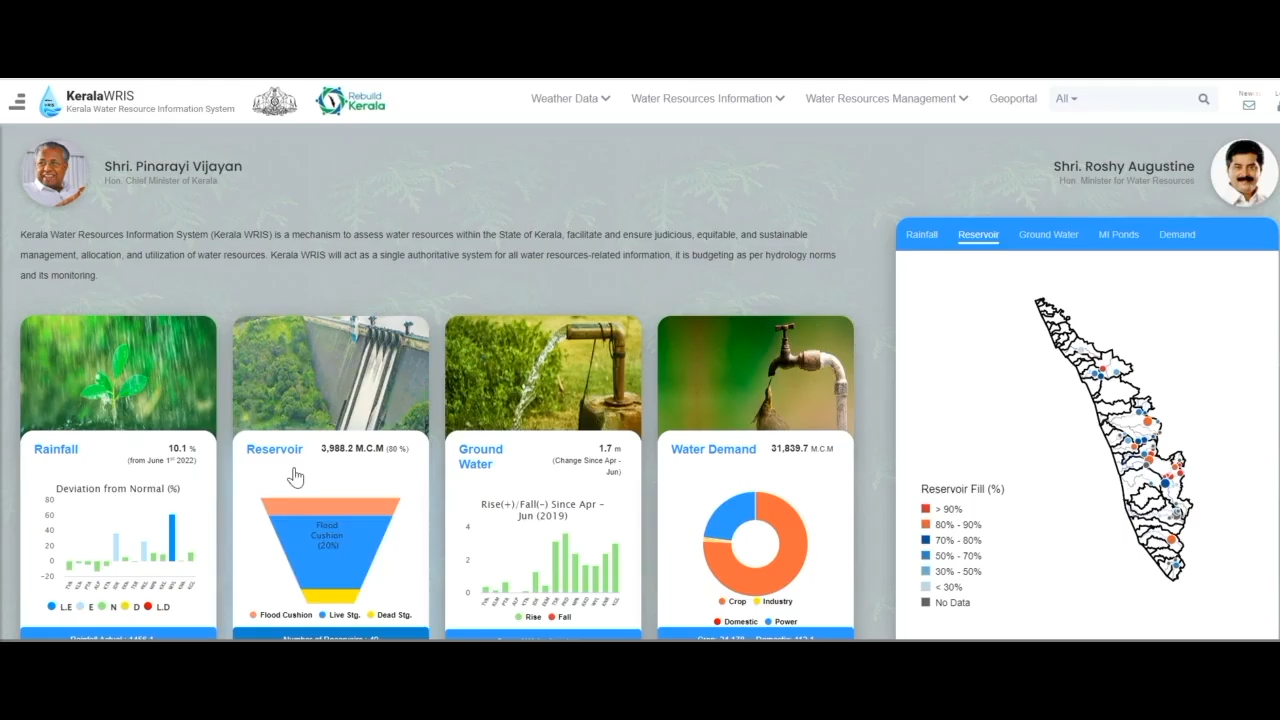 KeralaWRIS
Kerala Water Resource Information System
Rebuild
Kerala
Weather Data
Water Resources Information
Water Resources Management
Geoportal
All
Shri. Pinarayi Vijayan
Hon. Chief Minister of Kerala
Shri. Roshy Augustine
Hon. Minister for Water Resources
Kerala Water Resources Information System (Kerala WRIS) is a mechanism to assess water resources within the State of Kerala, facilitate and ensure judicious, equitable, and sustainable
management, allocation, and utilization of water resources. Kerala WRIS will act as a single authoritative system for all water resources-related information, it is budgeting as per hydrology norms
and its monitoring.
Rainfall Reservoir Ground Water MI Ponds Demand
Rainfall
10.1 %
(from June 1st 2022)
Deviation from Normal (%)
80
60
40
20
0
-20
L.E E N D L.D
Reservoir
3,988.2 M.C.M (80 %)
Flood
Cushion
(20%)
Flood Cushion Live Stg. Dead Stg.
Number of Reservoirs : 49
Ground
Water
1.7 m
(Change Since Apr -
Jun)
Rise(+)/Fall(-) Since Apr -
Jun (2019)
4
2
0
Rise Fall
Water Demand
31,839.7 M.C.M
Crop Industry
Domestic Power
Reservoir Fill (%)
> 90%
80% - 90%
70% - 80%
50% - 70%
30% - 50%
< 30%
No Data